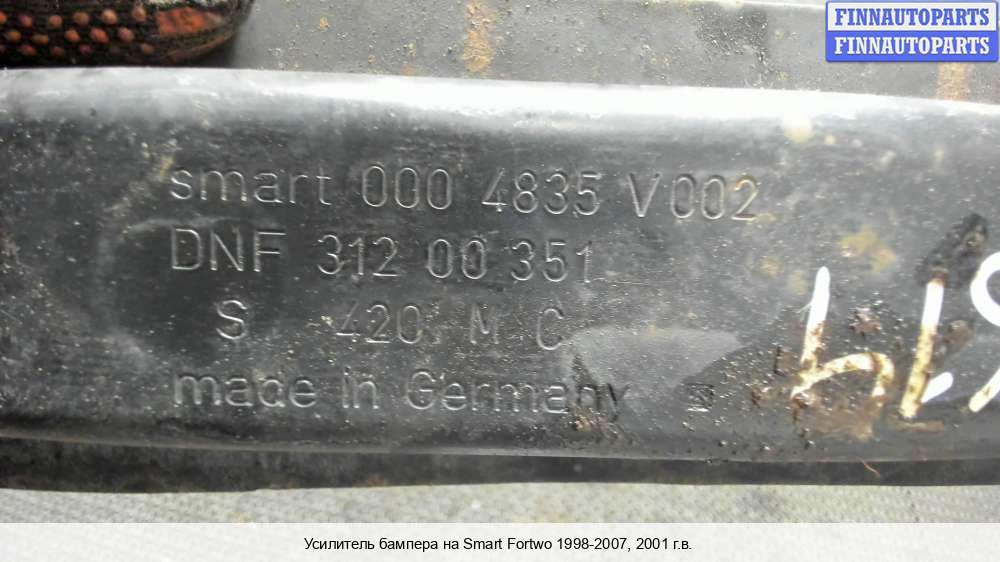 FINNAUTOPARTS
FINNAUTOPARTS
smart 000 4835 V002
DNF 312 00 351
S 420 M C
made in Germany
Усилитель бампера на Smart Fortwo 1998-2007, 2001 г.в.